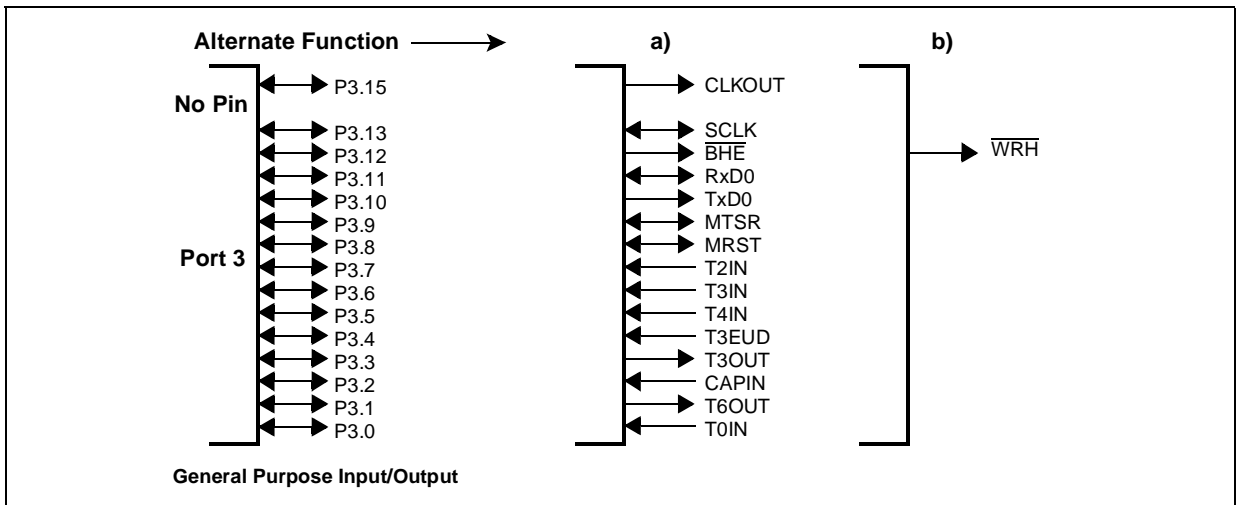 Alternate Function a) b)
P3.15 CLKOUT
No Pin
P3.13 SCLK
P3.12 BHE WRH
P3.11 RxD0
P3.10 TxD0
P3.9 MTSR
P3.8 MRST
Port 3
P3.7 T2IN
P3.6 T3IN
P3.5 T4IN
P3.4 T3EUD
P3.3 T3OUT
P3.2 CAPIN
P3.1 T6OUT
P3.0 T0IN
General Purpose Input/Output